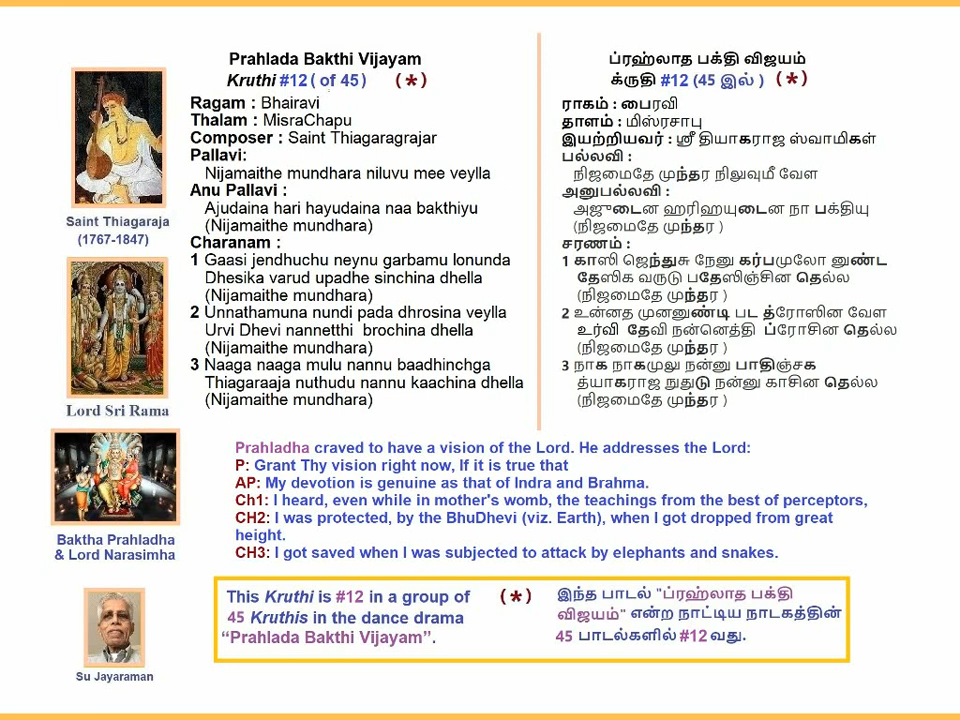 Prahlada Bakthi Vijayam
Kruthi #12 ( of 45 ) (*)
Ragam : Bhairavi
Thalam : MisraChapu
Composer : Saint Thiagaragrajar
Pallavi:
Nijamaithe mundhara niluvu mee veylla
Anu Pallavi :
Ajudaina hari hayudaina naa bakthiyu
(Nijamaithe mundhara)
Charanam :
1 Gaasi jendhuchu neynu garbamu lonunda
Dhesika varud upadhe sinchina dhella
(Nijamaithe mundhara)
2 Unnathamuna nundi pada dhrosina veylla
Urvi Dhevi nannetthi brochina dhella
(Nijamaithe mundhara)
3 Naaga naaga mulu nannu baadhinchga
Thiagaraaja nuthudu nannu kaachina dhella
(Nijamaithe mundhara)
ப்ரஹ்லாத பக்தி விஜயம்
க்ருதி #12 (45 இல் ) (*)
ராகம் : பைரவி
தாளம் : மிஸ்ரசாபு
இயற்றியவர் : ஸ்ரீ தியாகராஜ ஸ்வாமிகள்
பல்லவி :
நிஜமைதே முந்தர நிலுவுமீ வேள
அனுபல்லவி :
அஜுடைன ஹரிஹயுடைன நா பக்தியு
(நிஜமைதே முந்தர )
சரணம் :
1 காஸி ஜெந்துசு நேனு கர்பமுலோ னுண்ட
தேஸிக வருடு பதேஸிஞ்சின தெல்ல
(நிஜமைதே முந்தர )
2 உன்னத முனனுண்டி பட த்ரோஸின வேள
உர்வி தேவி நன்னெத்தி ப்ரோசின தெல்ல
(நிஜமைதே முந்தர )
3 நாக நாகமுலு நன்னு பாதிஞ்சக
த்யாகராஜ நுதுடு நன்னு காசின தெல்ல
(நிஜமைதே முந்தர )
Saint Thiagaraja
(1767-1847)
Lord Sri Rama
Baktha Prahladha
& Lord Narasimha
Su Jayaraman
Prahladha craved to have a vision of the Lord. He addresses the Lord:
P: Grant Thy vision right now, If it is true that
AP: My devotion is genuine as that of Indra and Brahma.
Ch1: I heard, even while in mother's womb, the teachings from the best of perceptors,
CH2: I was protected, by the BhuDhevi (viz. Earth), when I got dropped from great
height.
CH3: I got saved when I was subjected to attack by elephants and snakes.
This Kruthi is #12 in a group of
45 Kruthis in the dance drama
“Prahlada Bakthi Vijayam”.
(*)
இந்த பாடல் "ப்ரஹ்லாத பக்தி
விஜயம்" என்ற நாட்டிய நாடகத்தின்
45 பாடல்களில் #12 வது.